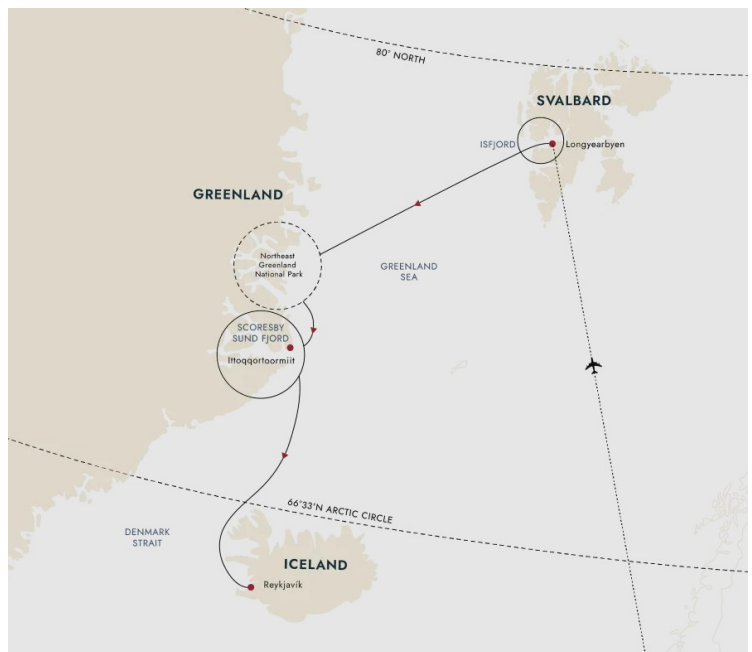 80° NORTH
SVALBARD
ISFJORD
Longyearbyen
GREENLAND
Northeast
Greenland
National Park
GREENLAND
SEA
SCORESBY
SUND FJORD
Ittoqqortoormiit
66°33'N ARCTIC CIRCLE
DENMARK
STRAIT
ICELAND
Reykjavík